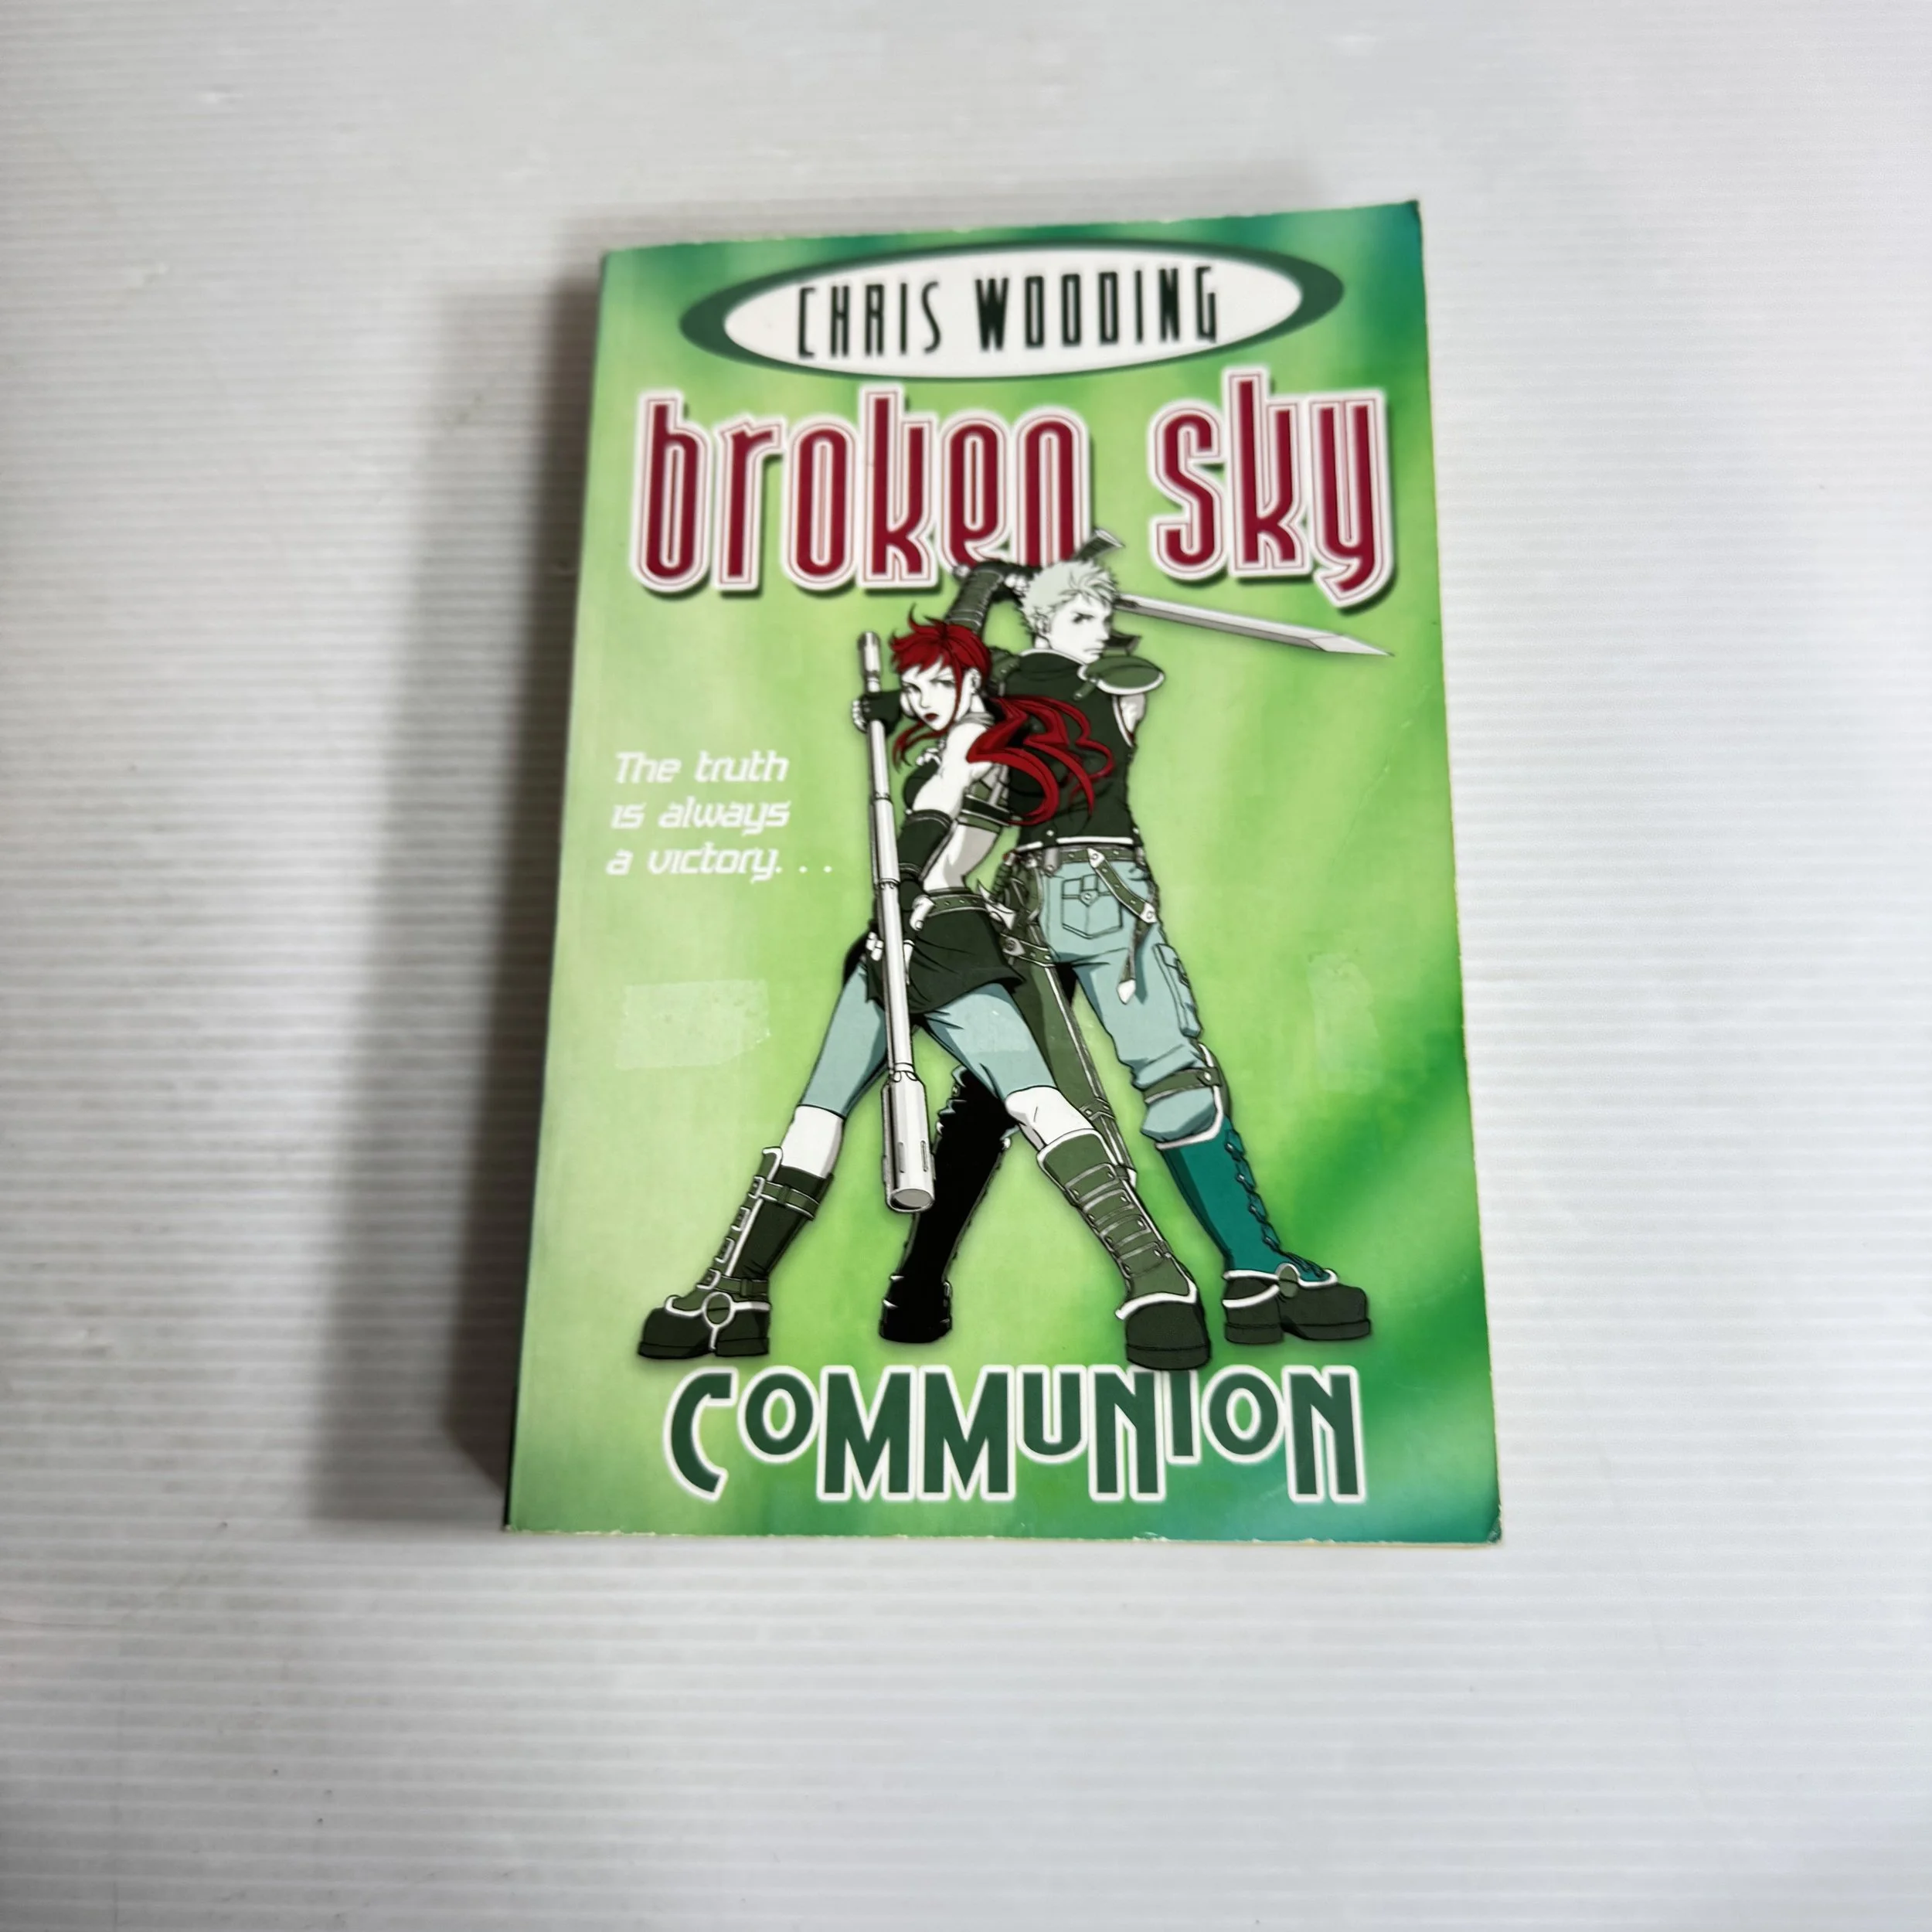 CHRIS WOODING
broken sky
The truth
is always
a victory. . .
COMMUNION